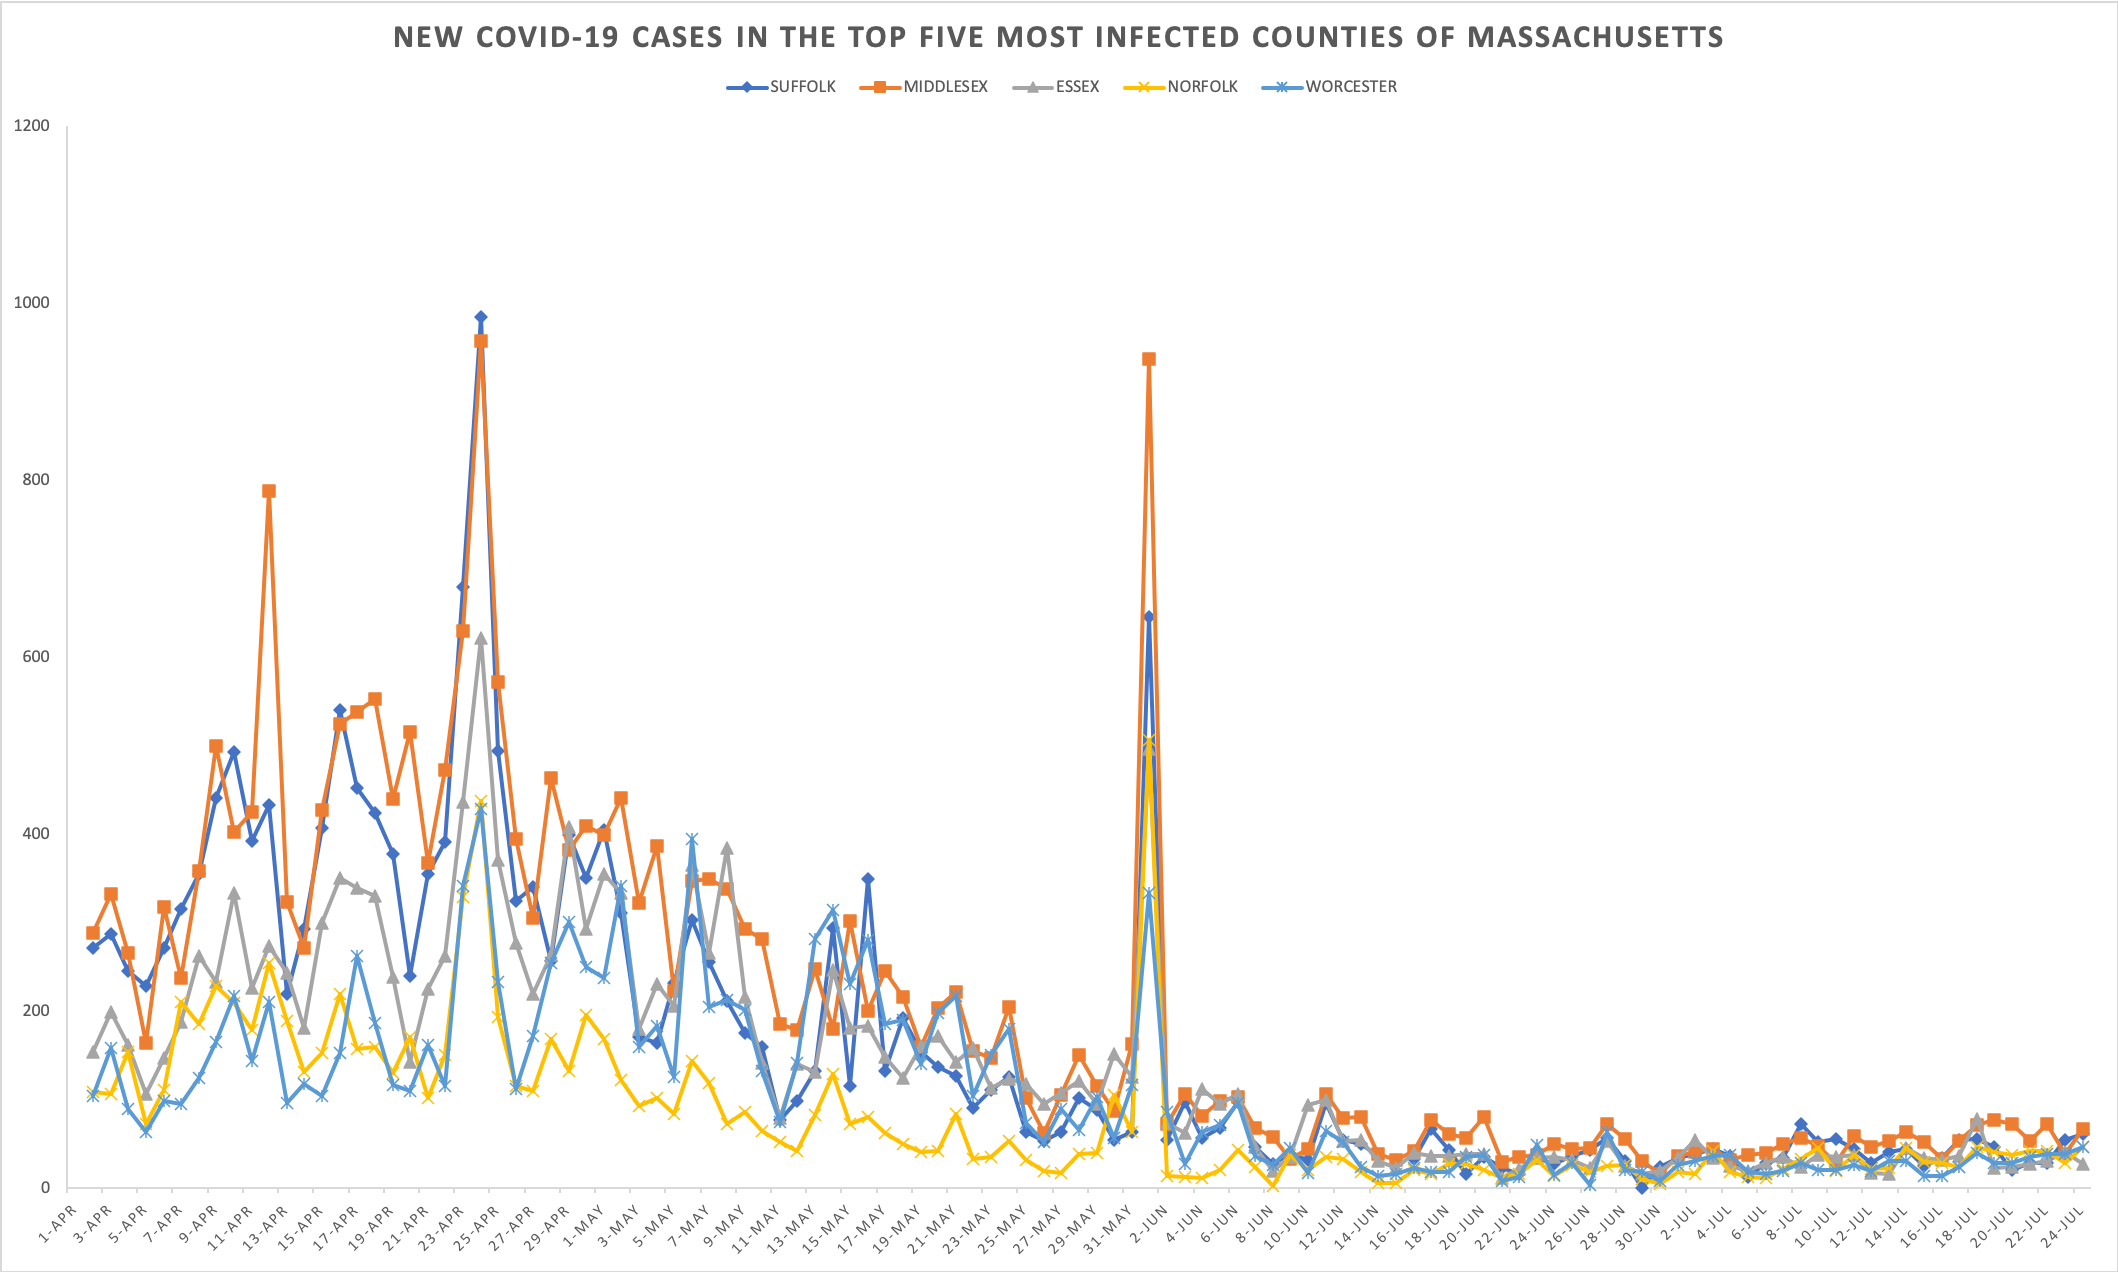 NEW COVID-19 CASES IN THE TOP FIVE MOST INFECTED COUNTIES OF MASSACHUSETTS
SUFFOLK MIDDLESEX ESSEX NORFOLK WORCESTER
1200
1000
800
600
400
200
0
1-APR 3-APR 5-APR 7-APR 9-APR 11-APR 13-APR 15-APR 17-APR 19-APR 21-APR 23-APR 25-APR 27-APR 29-APR 1-MAY 3-MAY 5-MAY 7-MAY 9-MAY 11-MAY 13-MAY 15-MAY 17-MAY 19-MAY 21-MAY 23-MAY 25-MAY 27-MAY 29-MAY 31-MAY 2-JUN 4-JUN 6-JUN 8-JUN 10-JUN 12-JUN 14-JUN 16-JUN 18-JUN 20-JUN 22-JUN 24-JUN 26-JUN 28-JUN 30-JUN 2-JUL 4-JUL 6-JUL 8-JUL 10-JUL 12-JUL 14-JUL 16-JUL 18-JUL 20-JUL 22-JUL 24-JUL